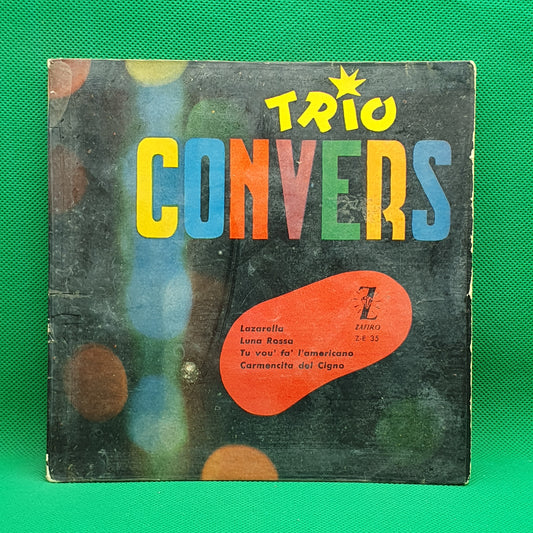 TRIO
CONVERS
Z
ZAFIRO
Z-E 35
Lazarella
Luna Rossa
Tu vou' fa' l'americano
Carmencita del Cigno